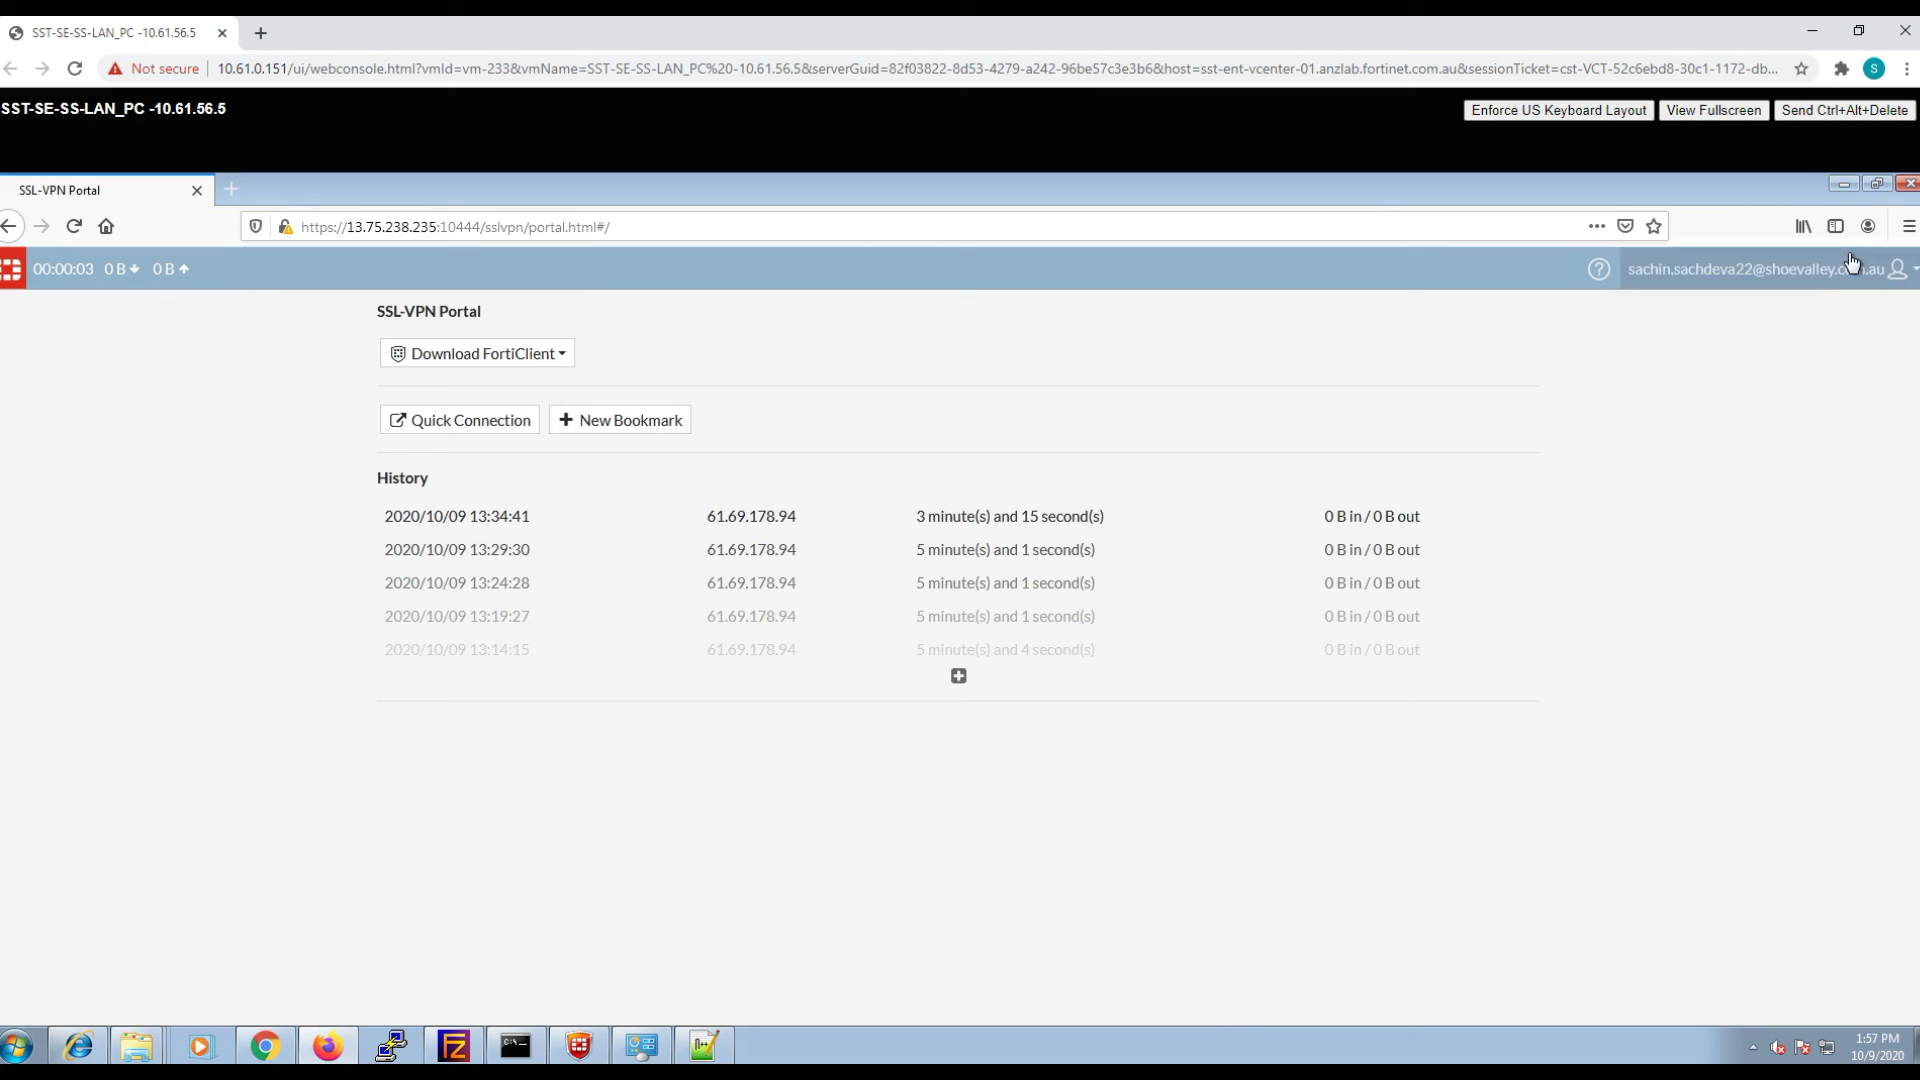 SST-SE-SS-LAN_PC -10.61.56.5
Not secure
10.61.0.151/ui/webconsole.html?vmId=vm-233&vmName=SST-SE-SS-LAN_PC%20-10.61.56.5&serverGuid=82f03822-8d53-4279-a242-96be57c3e3b6&host=sst-ent-vcenter-01.anzlab.fortinet.com.au&sessionTicket=cst-VCT-52c6ebd8-30c1-1172-db...
S
SST-SE-SS-LAN_PC -10.61.56.5
Enforce US Keyboard Layout
View Fullscreen
Send Ctrl+Alt+Delete
SSL-VPN Portal
https://13.75.238.235:10444/sslvpn/portal.html#/
00:00:03 0 B 0 B
sachin.sachdeva22@shoevalley.c .au
SSL-VPN Portal
Download FortiClient
Quick Connection
New Bookmark
History
2020/10/09 13:34:41 61.69.178.94 3 minute(s) and 15 second(s) 0 B in / 0 B out
2020/10/09 13:29:30 61.69.178.94 5 minute(s) and 1 second(s) 0 B in / 0 B out
2020/10/09 13:24:28 61.69.178.94 5 minute(s) and 1 second(s) 0 B in / 0 B out
2020/10/09 13:19:27 61.69.178.94 5 minute(s) and 1 second(s) 0 B in / 0 B out
2020/10/09 13:14:15 61.69.178.94 5 minute(s) and 4 second(s) 0 B in / 0 B out
1:57 PM
10/9/2020